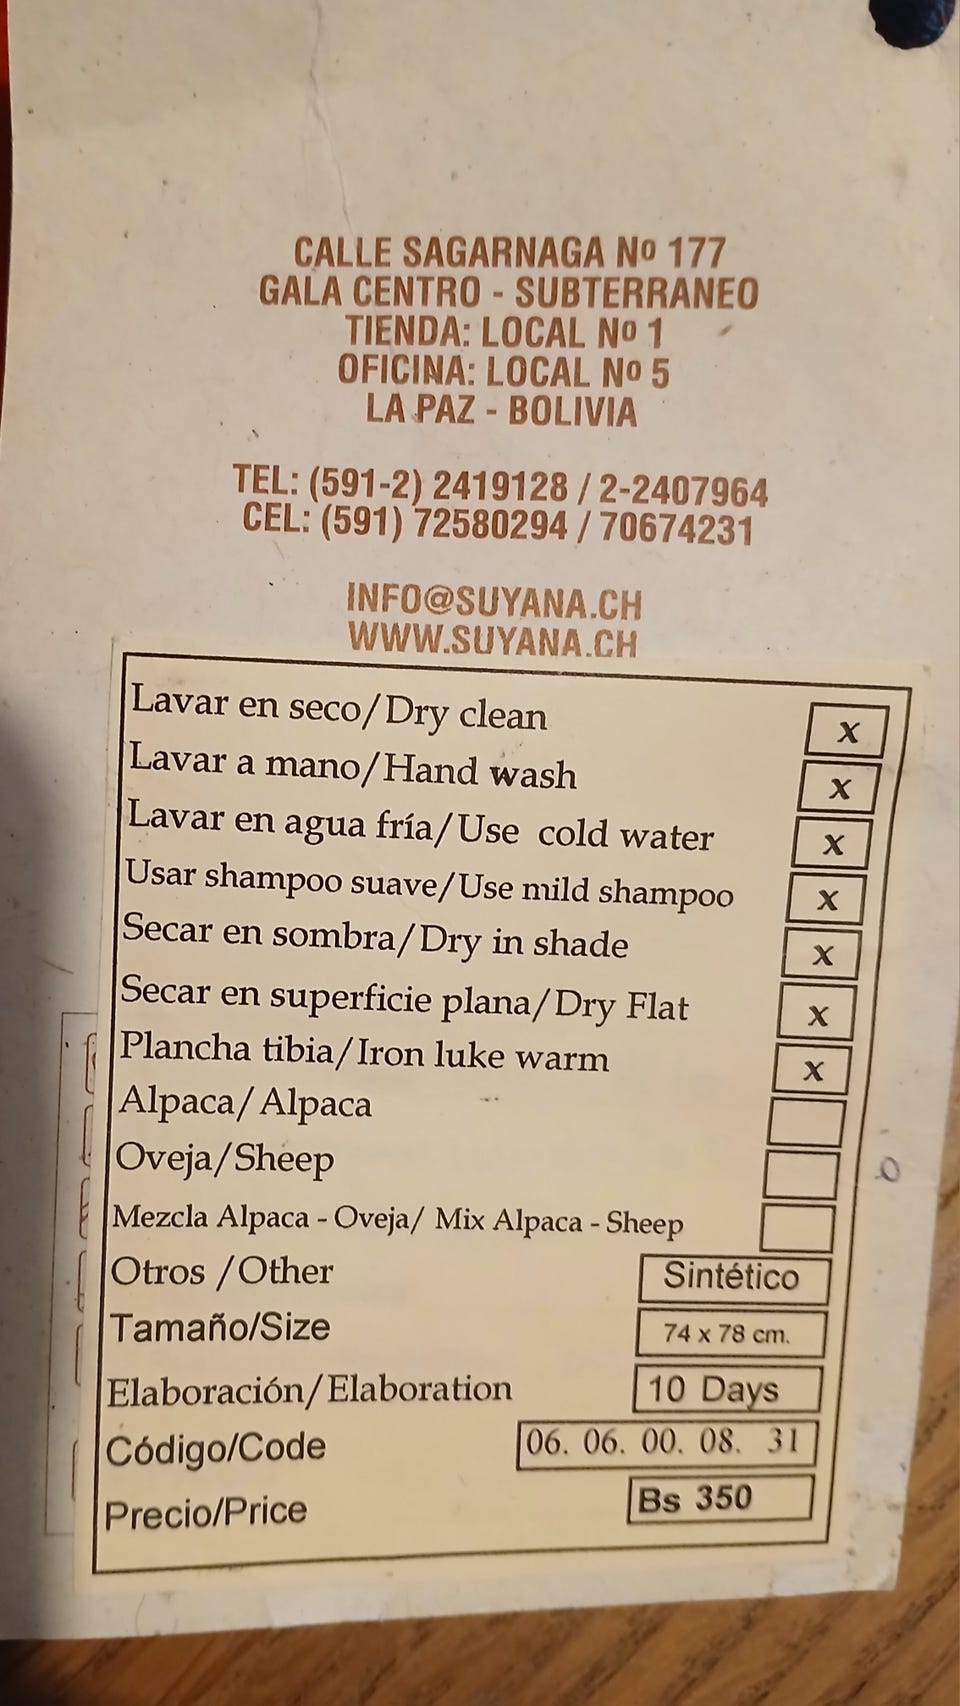 CALLE SAGARNAGA Nº 177
GALA CENTRO - SUBTERRANEO
TIENDA: LOCAL Nº 1
OFICINA: LOCAL Nº 5
LA PAZ - BOLIVIA
TEL: (591-2) 2419128 / 2-2407964
CEL: (591) 72580294 / 70674231
INFO@SUYANA.CH
WWW.SUYANA.CH
Lavar en seco/Dry clean x
Lavar a mano/Hand wash x
Lavar en agua fría/Use cold water x
Usar shampoo suave/Use mild shampoo x
Secar en sombra/Dry in shade x
Secar en superficie plana/Dry Flat x
Plancha tibia/Iron luke warm x
Alpaca/Alpaca
Oveja/Sheep
Mezcla Alpaca - Oveja/ Mix Alpaca - Sheep
Otros /Other Sintético
Tamaño/Size 74 x 78 cm.
Elaboración/Elaboration 10 Days
Código/Code 06. 06. 00. 08. 31
Precio/Price Bs 350